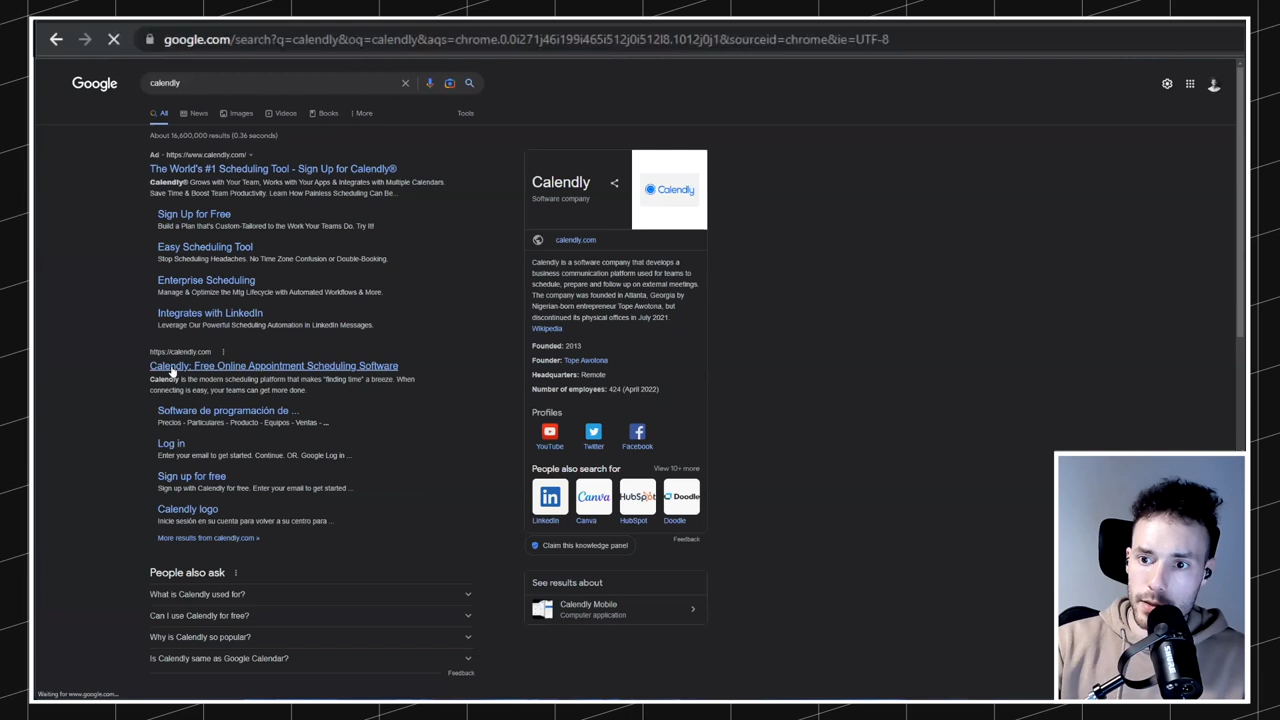 google.com/search?q=calendly&oq=calendly&aqs=chrome.0.0i271j46i199i465i512j0i512l8.1012j0j1&sourceid=chrome&ie=UTF-8
Google
calendly
All
News
Images
Videos
Books
More
Tools
About 16,600,000 results (0.36 seconds)
Ad · https://www.calendly.com/
The World's #1 Scheduling Tool - Sign Up for Calendly®
Calendly® Grows with Your Team, Works with Your Apps & Integrates with Multiple Calendars.
Save Time & Boost Team Productivity. Learn How Painless Scheduling Can Be...
Sign Up for Free
Build a Plan that's Custom-Tailored to the Work Your Teams Do. Try It!
Easy Scheduling Tool
Stop Scheduling Headaches. No Time Zone Confusion or Double-Booking.
Enterprise Scheduling
Manage & Optimize the Mtg Lifecycle with Automated Workflows & More.
Integrates with LinkedIn
Leverage Our Powerful Scheduling Automation in LinkedIn Messages.
https://calendly.com
Calendly: Free Online Appointment Scheduling Software
Calendly is the modern scheduling platform that makes "finding time" a breeze. When
connecting is easy, your teams can get more done.
Software de programación de ...
Precios - Particulares - Producto - Equipos - Ventas - ...
Log in
Enter your email to get started. Continue. OR. Google Log in ...
Sign up for free
Sign up with Calendly for free. Enter your email to get started ...
Calendly logo
Inicie sesión en su cuenta para volver a su centro para ...
More results from calendly.com »
People also ask
What is Calendly used for?
Can I use Calendly for free?
Why is Calendly so popular?
Is Calendly same as Google Calendar?
Feedback
Waiting for www.google.com...
Calendly
Software company
Calendly
calendly.com
Calendly is a software company that develops a
business communication platform used for teams to
schedule, prepare and follow up on external meetings.
The company was founded in Atlanta, Georgia by
Nigerian-born entrepreneur Tope Awotona, but
discontinued its physical offices in July 2021.
Wikipedia
Founded: 2013
Founder: Tope Awotona
Headquarters: Remote
Number of employees: 424 (April 2022)
Profiles
YouTube
Twitter
Facebook
People also search for
View 10+ more
in
Canva
HubSpot
Doodle
LinkedIn
Canva
HubSpot
Doodle
Feedback
Claim this knowledge panel
See results about
Calendly Mobile
Computer application